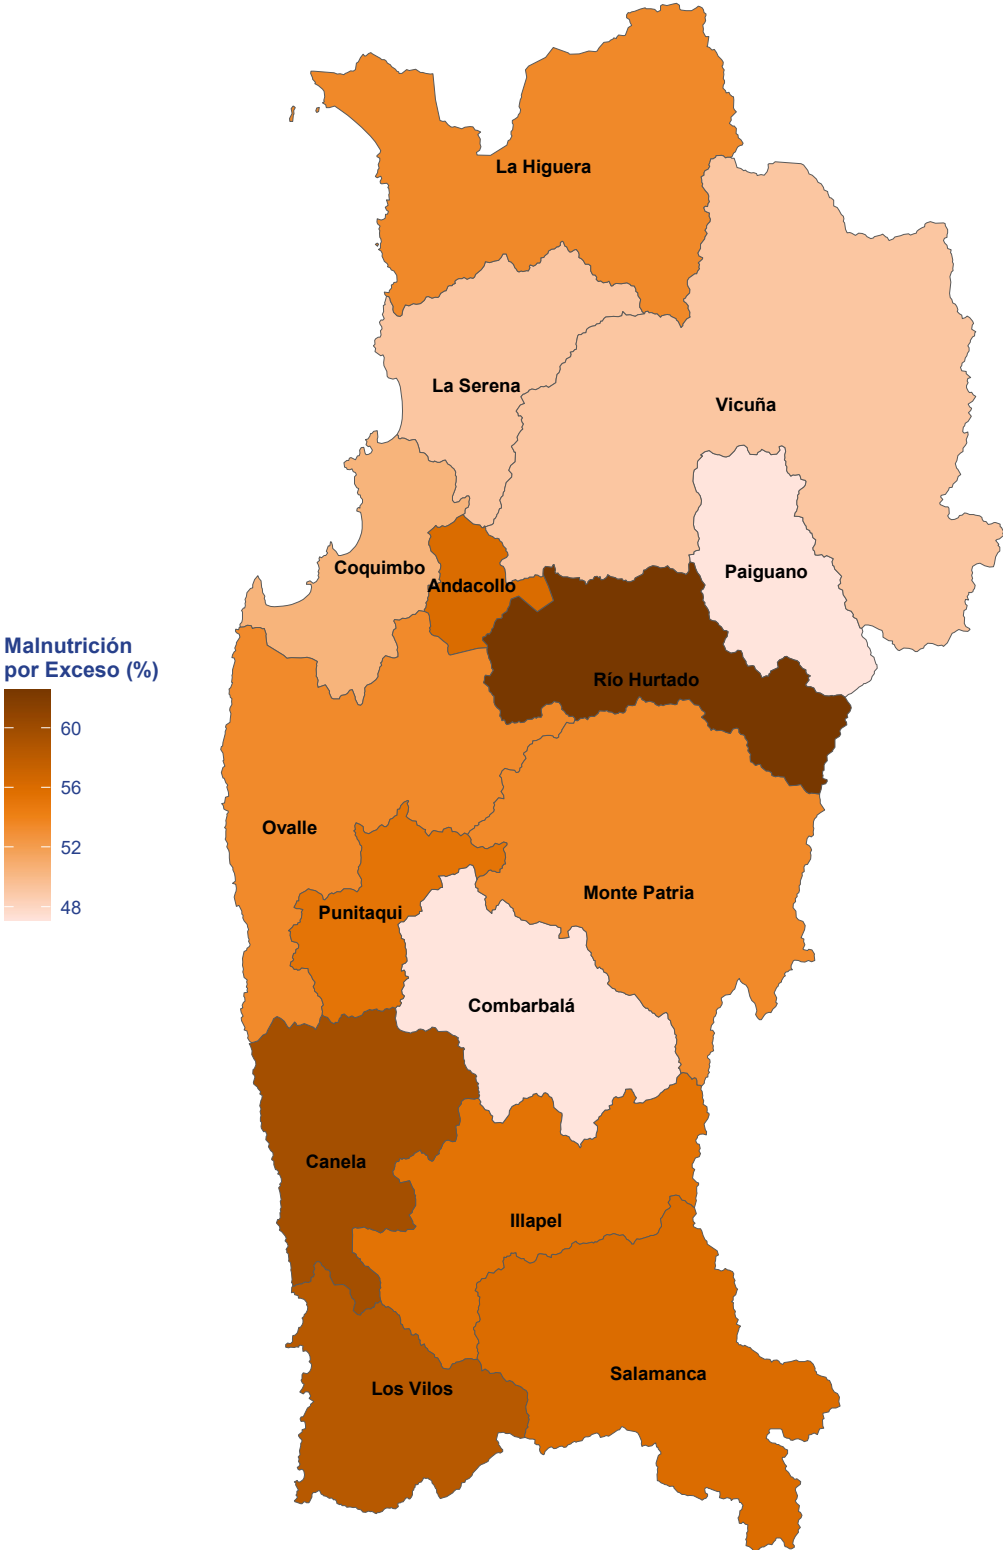 La Higuera
La Serena
Vicuña
Coquimbo
Andacollo
Paiguano
Malnutrición
por Exceso (%)
60
56
52
48
Río Hurtado
Ovalle
Monte Patria
Punitaqui
Combarbalá
Canela
Illapel
Salamanca
Los Vilos